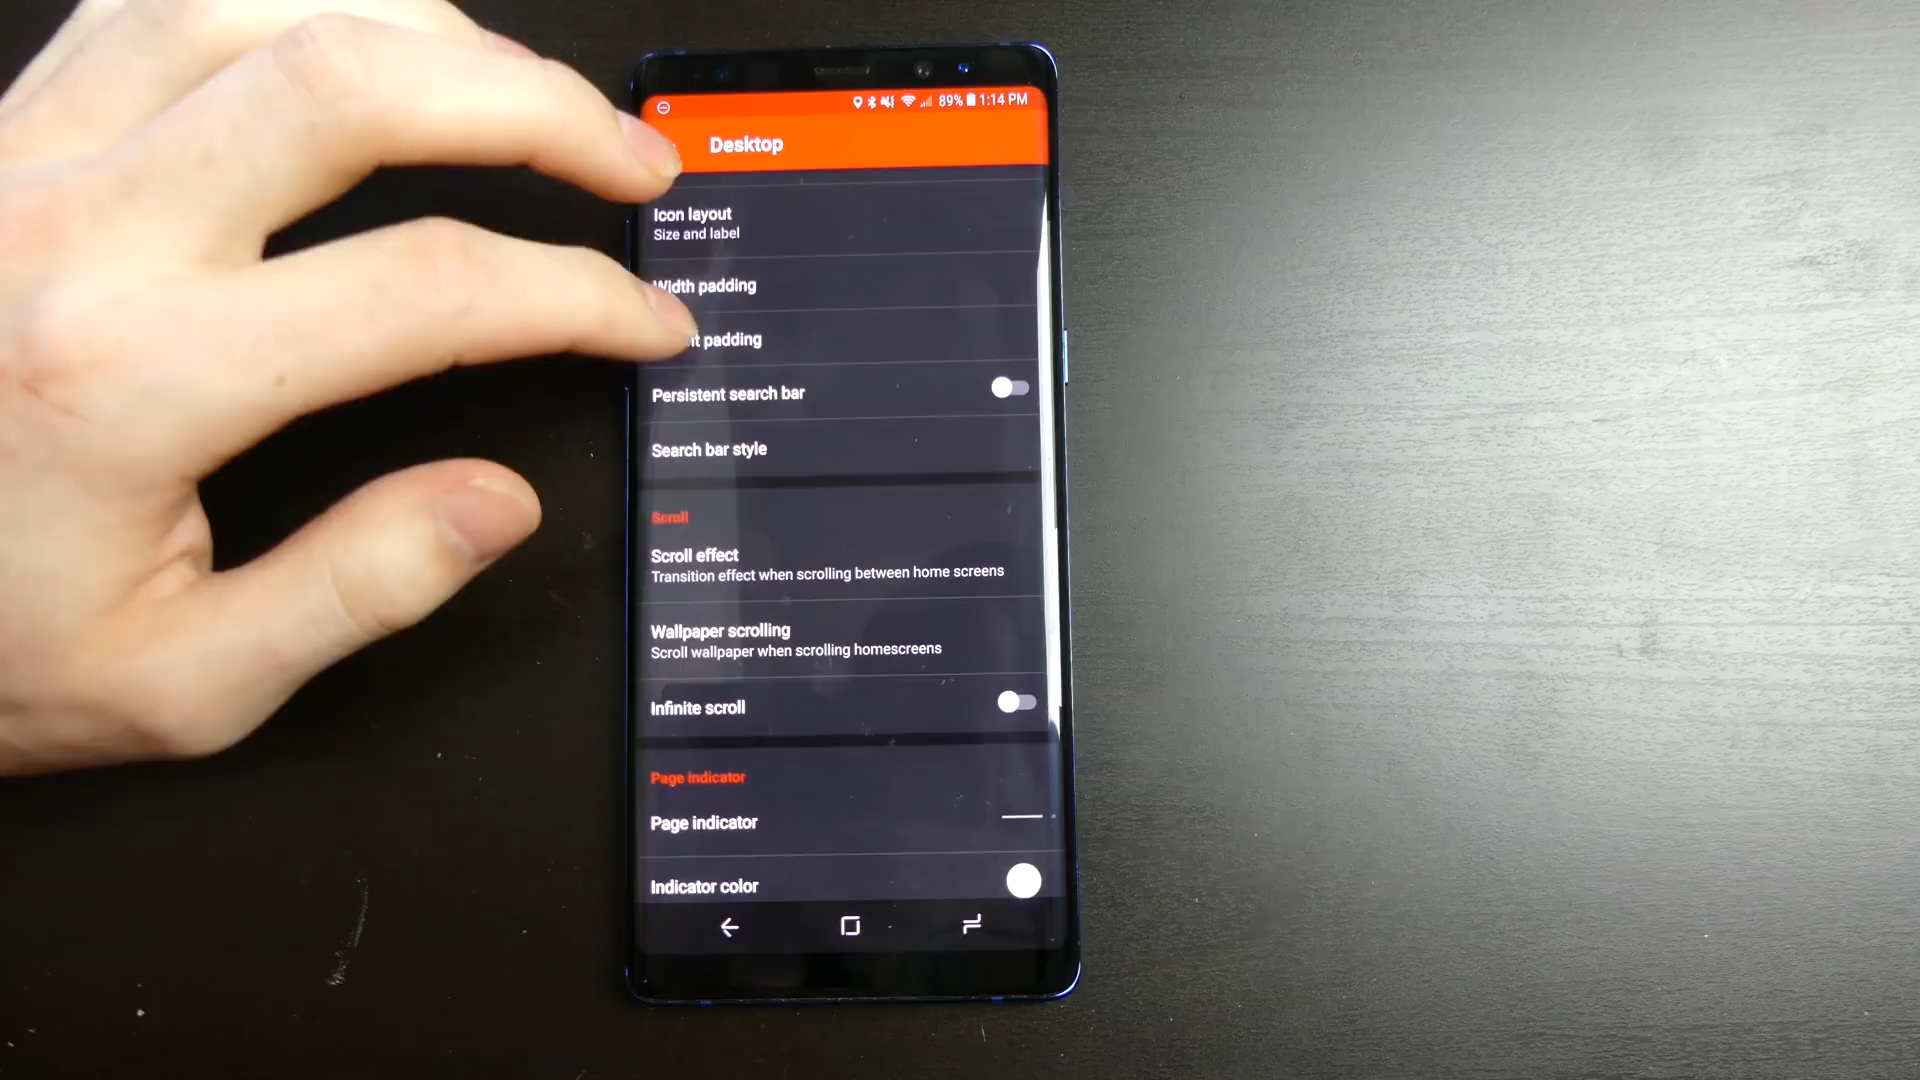 89% 1:14 PM
Desktop
Icon layout
Size and label
Width padding
padding
Persistent search bar
Search bar style
Scroll
Scroll effect
Transition effect when scrolling between home screens
Wallpaper scrolling
Scroll wallpaper when scrolling homescreens
Infinite scroll
Page indicator
Page indicator
Indicator color